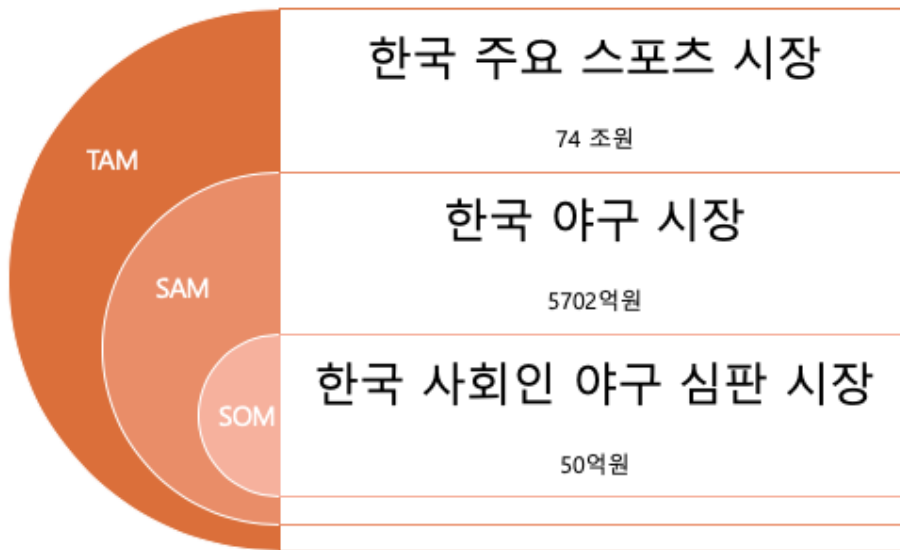 TAM
한국 주요 스포츠 시장
74 조원
SAM
한국 야구 시장
5702억원
SOM
한국 사회인 야구 심판 시장
50억원